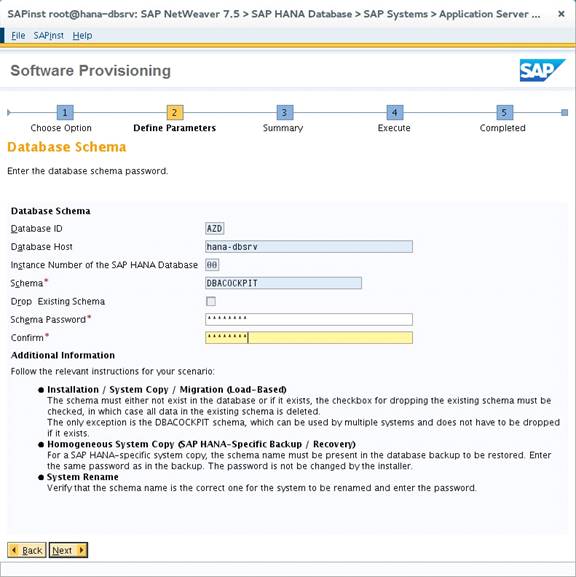 SAPinst root@hana-dbsrv: SAP NetWeaver 7.5 > SAP HANA Database > SAP Systems > Application Server ... ×
File SAPinst Help
Software Provisioning
SAP
1 2 3 4 5
Choose Option Define Parameters Summary Execute Completed
Database Schema
Enter the database schema password.
Database Schema
Database ID AZD
Database Host hana-dbsrv
Instance Number of the SAP HANA Database 00
Schema* DBACOCKPIT
Drop Existing Schema
Schema Password* ********
Confirm* ********
Additional Information
Follow the relevant instructions for your scenario:
● Installation / System Copy / Migration (Load-Based)
The schema must either not exist in the database or if it exists, the checkbox for dropping the existing schema must be
checked, in which case all data in the existing schema is deleted.
The only exception is the DBACOCKPIT schema, which can be used by multiple systems and does not have to be dropped
if it exists.
● Homogeneous System Copy (SAP HANA-Specific Backup / Recovery)
For a SAP HANA-specific system copy, the schema name must be present in the database backup to be restored. Enter
the same password as in the backup. The password is not changed by the installer.
● System Rename
Verify that the schema name is the correct one for the system to be renamed and enter the password.
Back Next